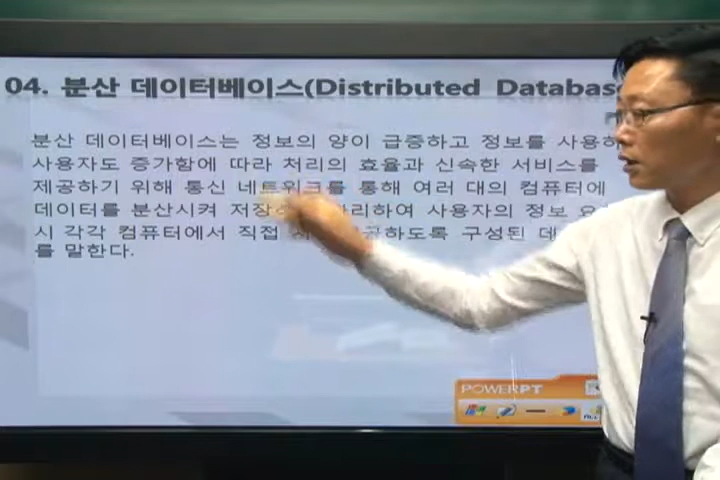 04. 분산 데이터베이스(Distributed Databas
분산 데이터베이스는 정보의 양이 급증하고 정보를 사용하
사용자도 증가함에 따라 처리의 효율과 신속한 서비스를
제공하기 위해 통신 네트워크를 통해 여러 대의 컴퓨터에
데이터를 분산시켜 저장 사용자의 정보
시 각각 컴퓨터에서 직접 구성된
를 말한다.
POWERPT